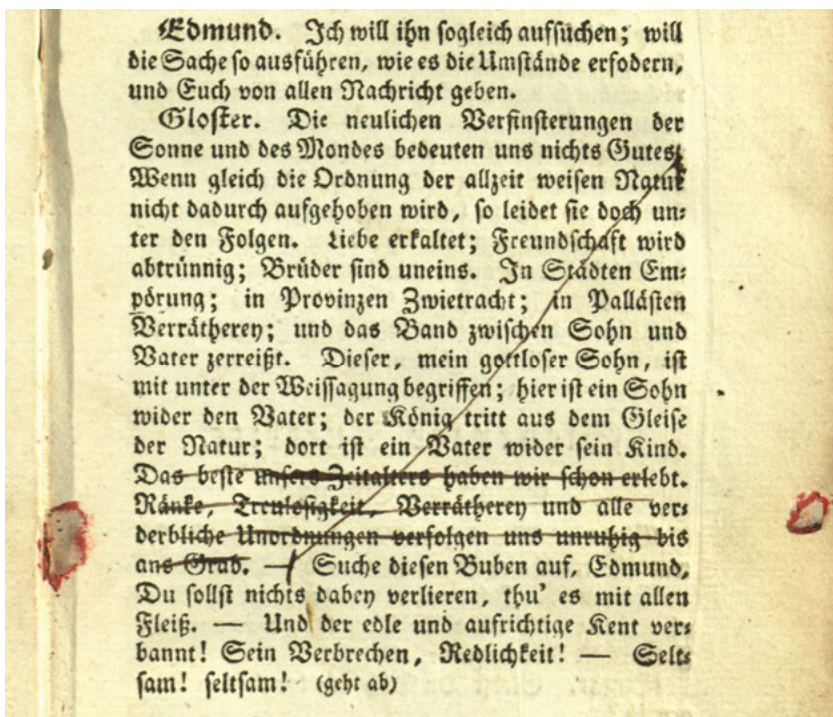 Edmund. Ich will ihn sogleich aufsuchen; will
die Sache so ausführen, wie es die Umstände erfodern,
und Euch von allen Nachricht geben.
Gloster. Die neulichen Verfinsterungen der
Sonne und des Mondes bedeuten uns nichts Gutes.
Wenn gleich die Ordnung der allzeit weisen Natur
nicht dadurch aufgehoben wird, so leidet sie doch un-
ter den Folgen. Liebe erkaltet; Freundschaft wird
abtrünnig; Brüder sind uneins. In Städten Em-
pörung; in Provinzen Zwietracht; in Pallästen
Verrätherey; und das Band zwischen Sohn und
Vater zerreißt. Dieser, mein gottloser Sohn, ist
mit unter der Weissagung begriffen; hier ist ein Sohn
wider den Vater; der König tritt aus dem Gleise
der Natur; dort ist ein Vater wider sein Kind.
Das beste unsers Zeitalters haben wir schon erlebt.
Ränke, Treulosigkeit, Verrätherey und alle ver-
derbliche Unordnungen verfolgen uns unruhig bis
ans Grab. — Suche diesen Buben auf, Edmund,
Du sollst nichts dabey verlieren, thu' es mit allen
Fleiß. — Und der edle und aufrichtige Kent ver-
bannt! Sein Verbrechen, Redlichkeit! — Selt-
sam! seltsam! (geht ab)